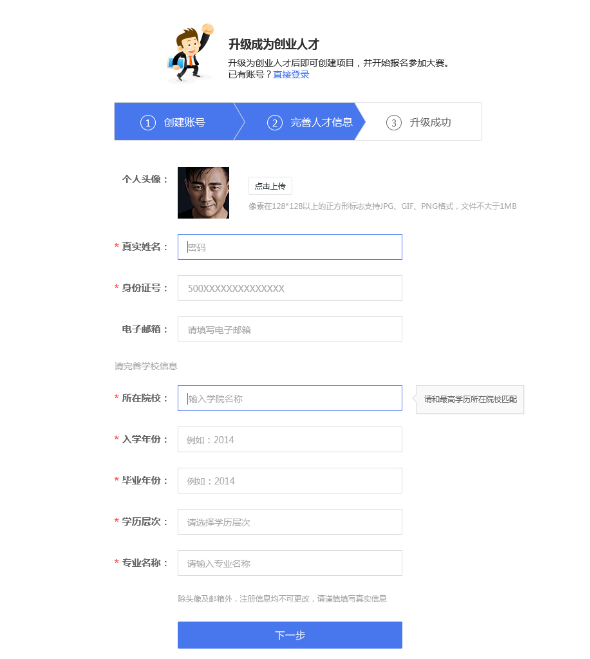 升级成为创业人才
升级为创业人才后即可创建项目，并开始报名参加大赛。
已有账号？直接登录
1 创建账号
2 完善人才信息
3 升级成功
个人头像：
点击上传
像素在128*128以上的正方形标志支持JPG、GIF、PNG格式，文件不大于1MB
* 真实姓名： 密码
* 身份证号： 500XXXXXXXXXXXXXXX
电子邮箱： 请填写电子邮箱
请完善学校信息
* 所在院校： 输入学院名称 请和最高学历所在院校匹配
* 入学年份： 例如：2014
* 毕业年份： 例如：2014
* 学历层次： 请选择学历层次
* 专业名称： 请输入专业名称
除头像及邮箱外，注册信息均不可更改，请谨慎填写真实信息
下一步